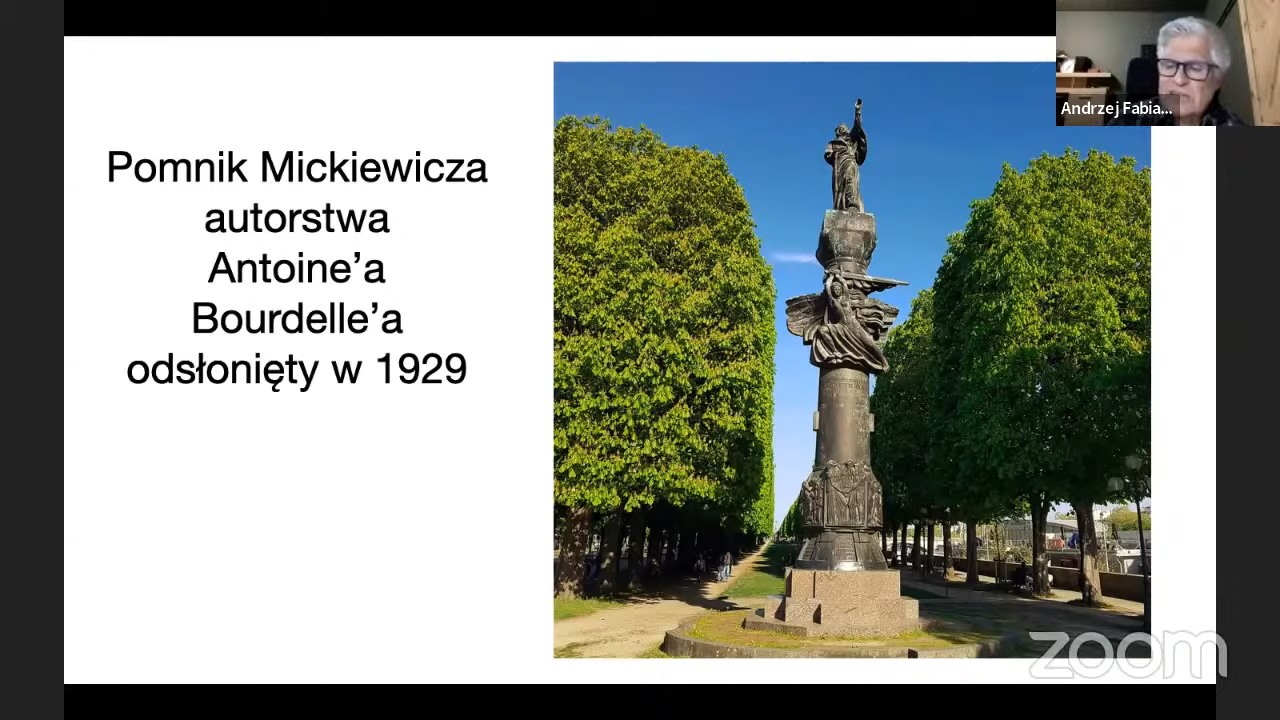 Pomnik Mickiewicza
autorstwa
Antoine’a
Bourdelle’a
odsłonięty w 1929
Andrzej Fabia...
zoom